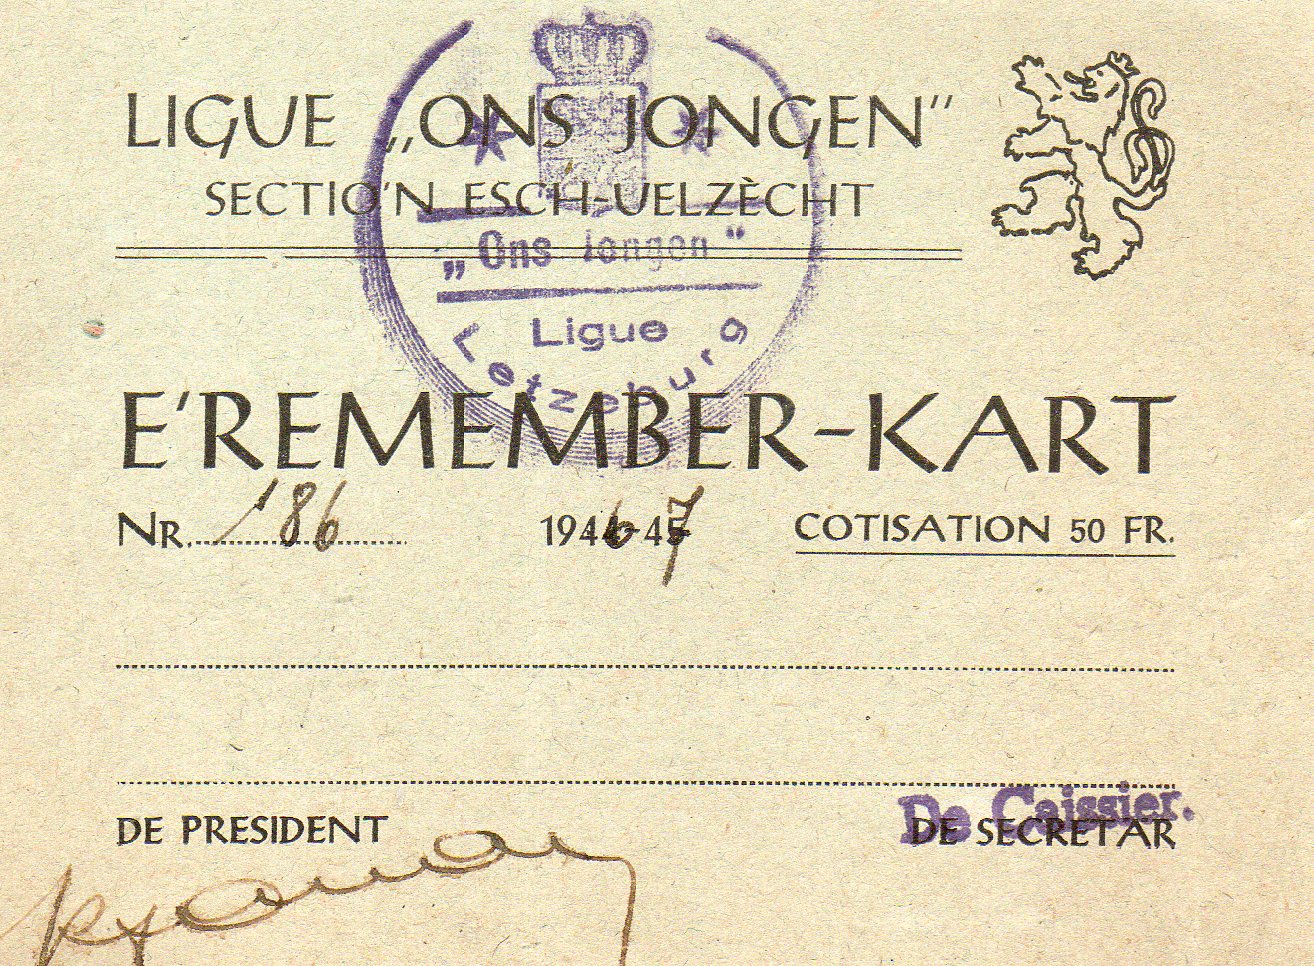 LIGUE „ONS JONGEN”
SECTIO'N ESCH-UELZÈCHT
„Ons Jongen“
Ligue
Letzeburg
E'REMEMBER-KART
NR. 186 1946-47 COTISATION 50 FR.
De Caissier.
DE PRESIDENT DE SECRETAR